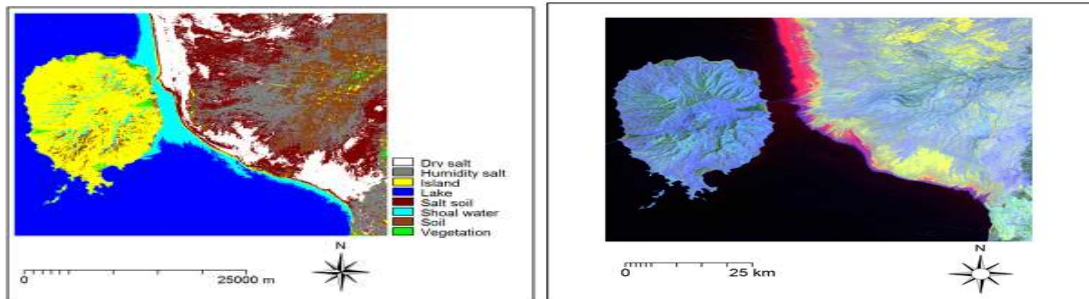 Dry salt
Humidity salt
Island
Lake
Salt soil
Shoal water
Soil
Vegetation
N
0 25000 m
N
0 25 km